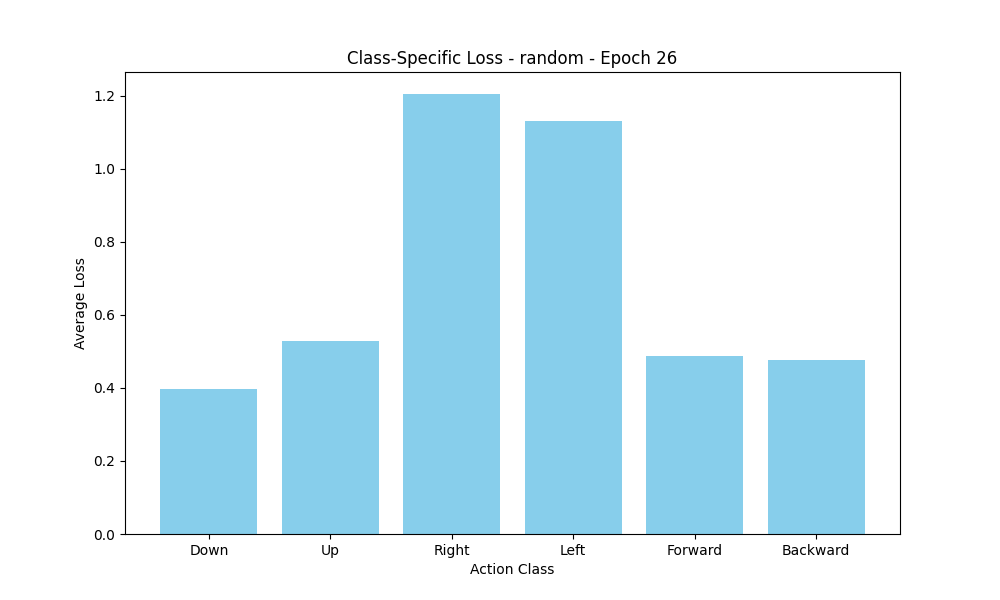 Class-Specific Loss - random - Epoch 26
Average Loss
1.2
1.0
0.8
0.6
0.4
0.2
0.0
Down Up Right Left Forward Backward
Action Class